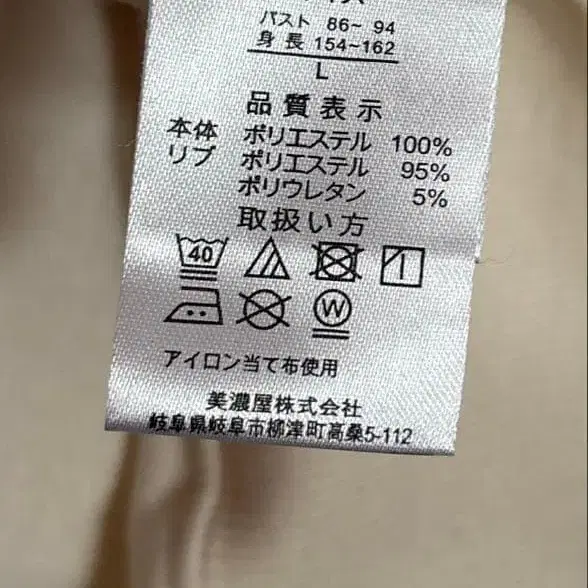 バスト 86~ 94
身 長 154~162
L
品質表示
本体 ポリエステル 100%
リブ ポリエステル 95%
ポリウレタン 5%
取扱い方
40
W
アイロン当て布使用
美濃屋株式会社
岐阜県岐阜市柳津町高桑5-112